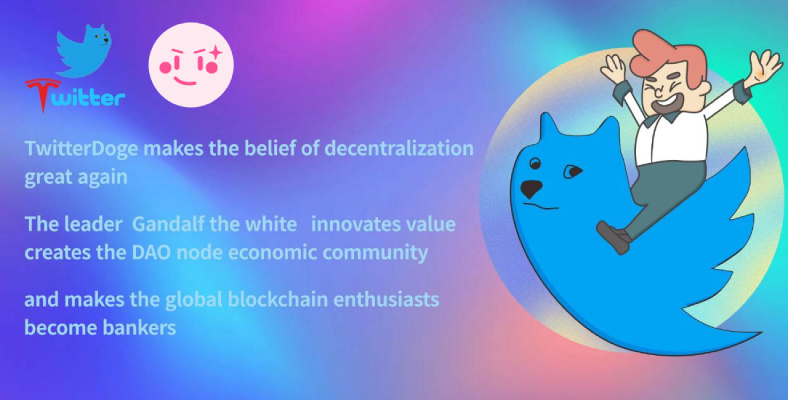 Twitter
TwitterDoge makes the belief of decentralization
great again
The leader Gandalf the white innovates value
creates the DAO node economic community
and makes the global blockchain enthusiasts
become bankers